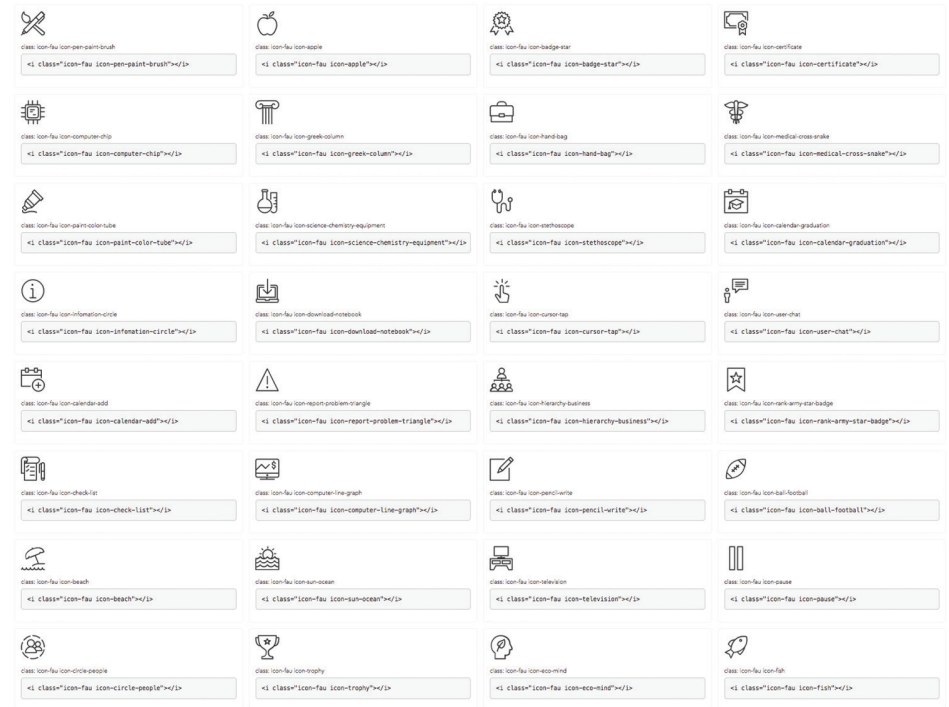 class: icon-fau icon-pen-paint-brush
<i class="icon-fau icon-pen-paint-brush"></i>
class: icon-fau icon-apple
<i class="icon-fau icon-apple"></i>
class: icon-fau icon-badge-star
<i class="icon-fau icon-badge-star"></i>
class: icon-fau icon-certificate
<i class="icon-fau icon-certificate"></i>
class: icon-fau icon-computer-chip
<i class="icon-fau icon-computer-chip"></i>
class: icon-fau icon-greek-column
<i class="icon-fau icon-greek-column"></i>
class: icon-fau icon-hand-bag
<i class="icon-fau icon-hand-bag"></i>
class: icon-fau icon-medical-cross-snake
<i class="icon-fau icon-medical-cross-snake"></i>
class: icon-fau icon-paint-color-tube
<i class="icon-fau icon-paint-color-tube"></i>
class: icon-fau icon-science-chemistry-equipment
<i class="icon-fau icon-science-chemistry-equipment"></i>
class: icon-fau icon-stethoscope
<i class="icon-fau icon-stethoscope"></i>
class: icon-fau icon-calendar-graduation
<i class="icon-fau icon-calendar-graduation"></i>
class: icon-fau icon-infomation-circle
<i class="icon-fau icon-infomation-circle"></i>
class: icon-fau icon-download-notebook
<i class="icon-fau icon-download-notebook"></i>
class: icon-fau icon-cursor-tap
<i class="icon-fau icon-cursor-tap"></i>
class: icon-fau icon-user-chat
<i class="icon-fau icon-user-chat"></i>
class: icon-fau icon-calendar-add
<i class="icon-fau icon-calendar-add"></i>
class: icon-fau icon-report-problem-triangle
<i class="icon-fau icon-report-problem-triangle"></i>
class: icon-fau icon-hierarchy-business
<i class="icon-fau icon-hierarchy-business"></i>
class: icon-fau icon-rank-army-star-badge
<i class="icon-fau icon-rank-army-star-badge"></i>
class: icon-fau icon-check-list
<i class="icon-fau icon-check-list"></i>
class: icon-fau icon-computer-line-graph
<i class="icon-fau icon-computer-line-graph"></i>
class: icon-fau icon-pencil-write
<i class="icon-fau icon-pencil-write"></i>
class: icon-fau icon-ball-football
<i class="icon-fau icon-ball-football"></i>
class: icon-fau icon-beach
<i class="icon-fau icon-beach"></i>
class: icon-fau icon-sun-ocean
<i class="icon-fau icon-sun-ocean"></i>
class: icon-fau icon-television
<i class="icon-fau icon-television"></i>
class: icon-fau icon-pause
<i class="icon-fau icon-pause"></i>
class: icon-fau icon-circle-people
<i class="icon-fau icon-circle-people"></i>
class: icon-fau icon-trophy
<i class="icon-fau icon-trophy"></i>
class: icon-fau icon-eco-mind
<i class="icon-fau icon-eco-mind"></i>
class: icon-fau icon-fish
<i class="icon-fau icon-fish"></i>